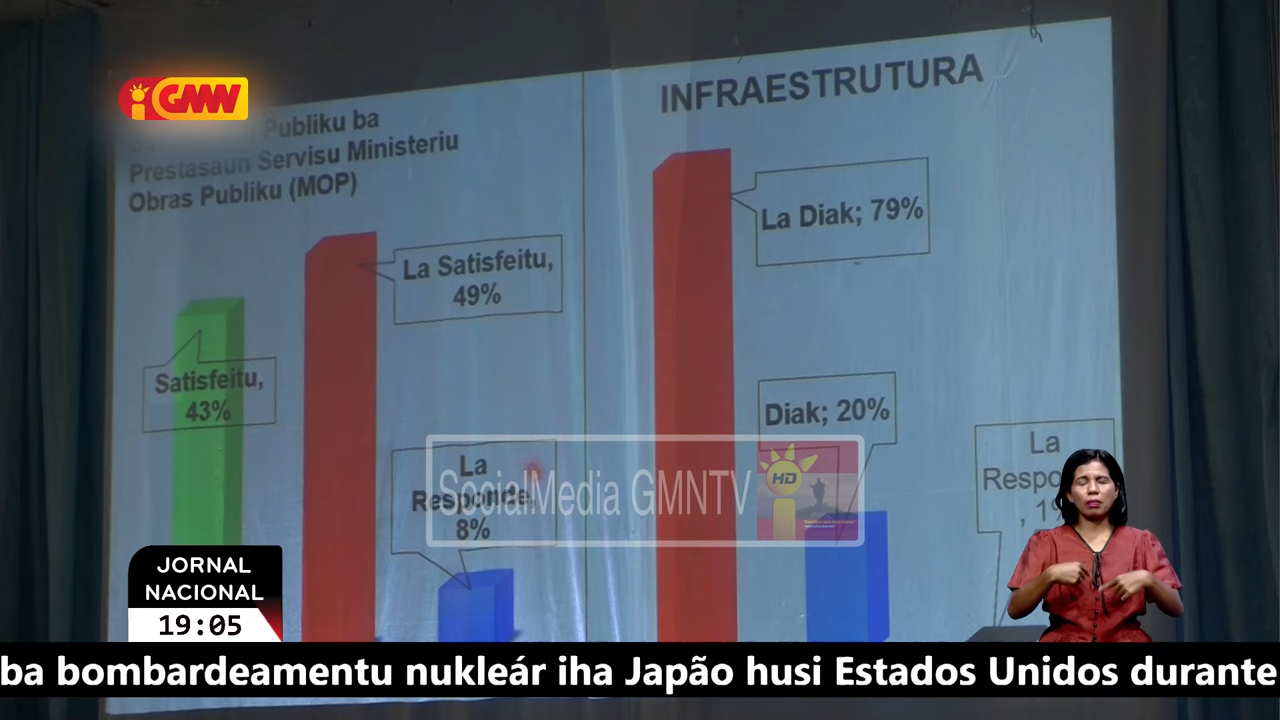 GMN
INFRAESTRUTURA
Publiku ba
Prestasaun Servisu Ministeriu
Obras Publiku (MOP)
La Diak; 79%
La Satisfeitu,
49%
Satisfeitu,
43%
Diak; 20%
La
Responde,
8%
La
SocialMedia GMNTV
HD
JORNAL
NACIONAL
19:05
ba bombardeamentu nukleár iha Japão husi Estados Unidos durante